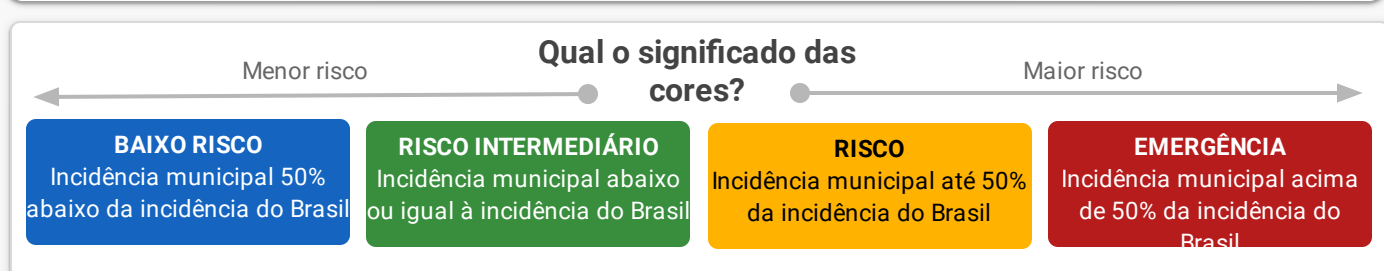 Qual o significado das
cores?
Menor risco
Maior risco
BAIXO RISCO
Incidência municipal 50%
abaixo da incidência do Brasil
RISCO INTERMEDIÁRIO
Incidência municipal abaixo
ou igual à incidência do Brasil
RISCO
Incidência municipal até 50%
da incidência do Brasil
EMERGÊNCIA
Incidência municipal acima
de 50% da incidência do
Brasil